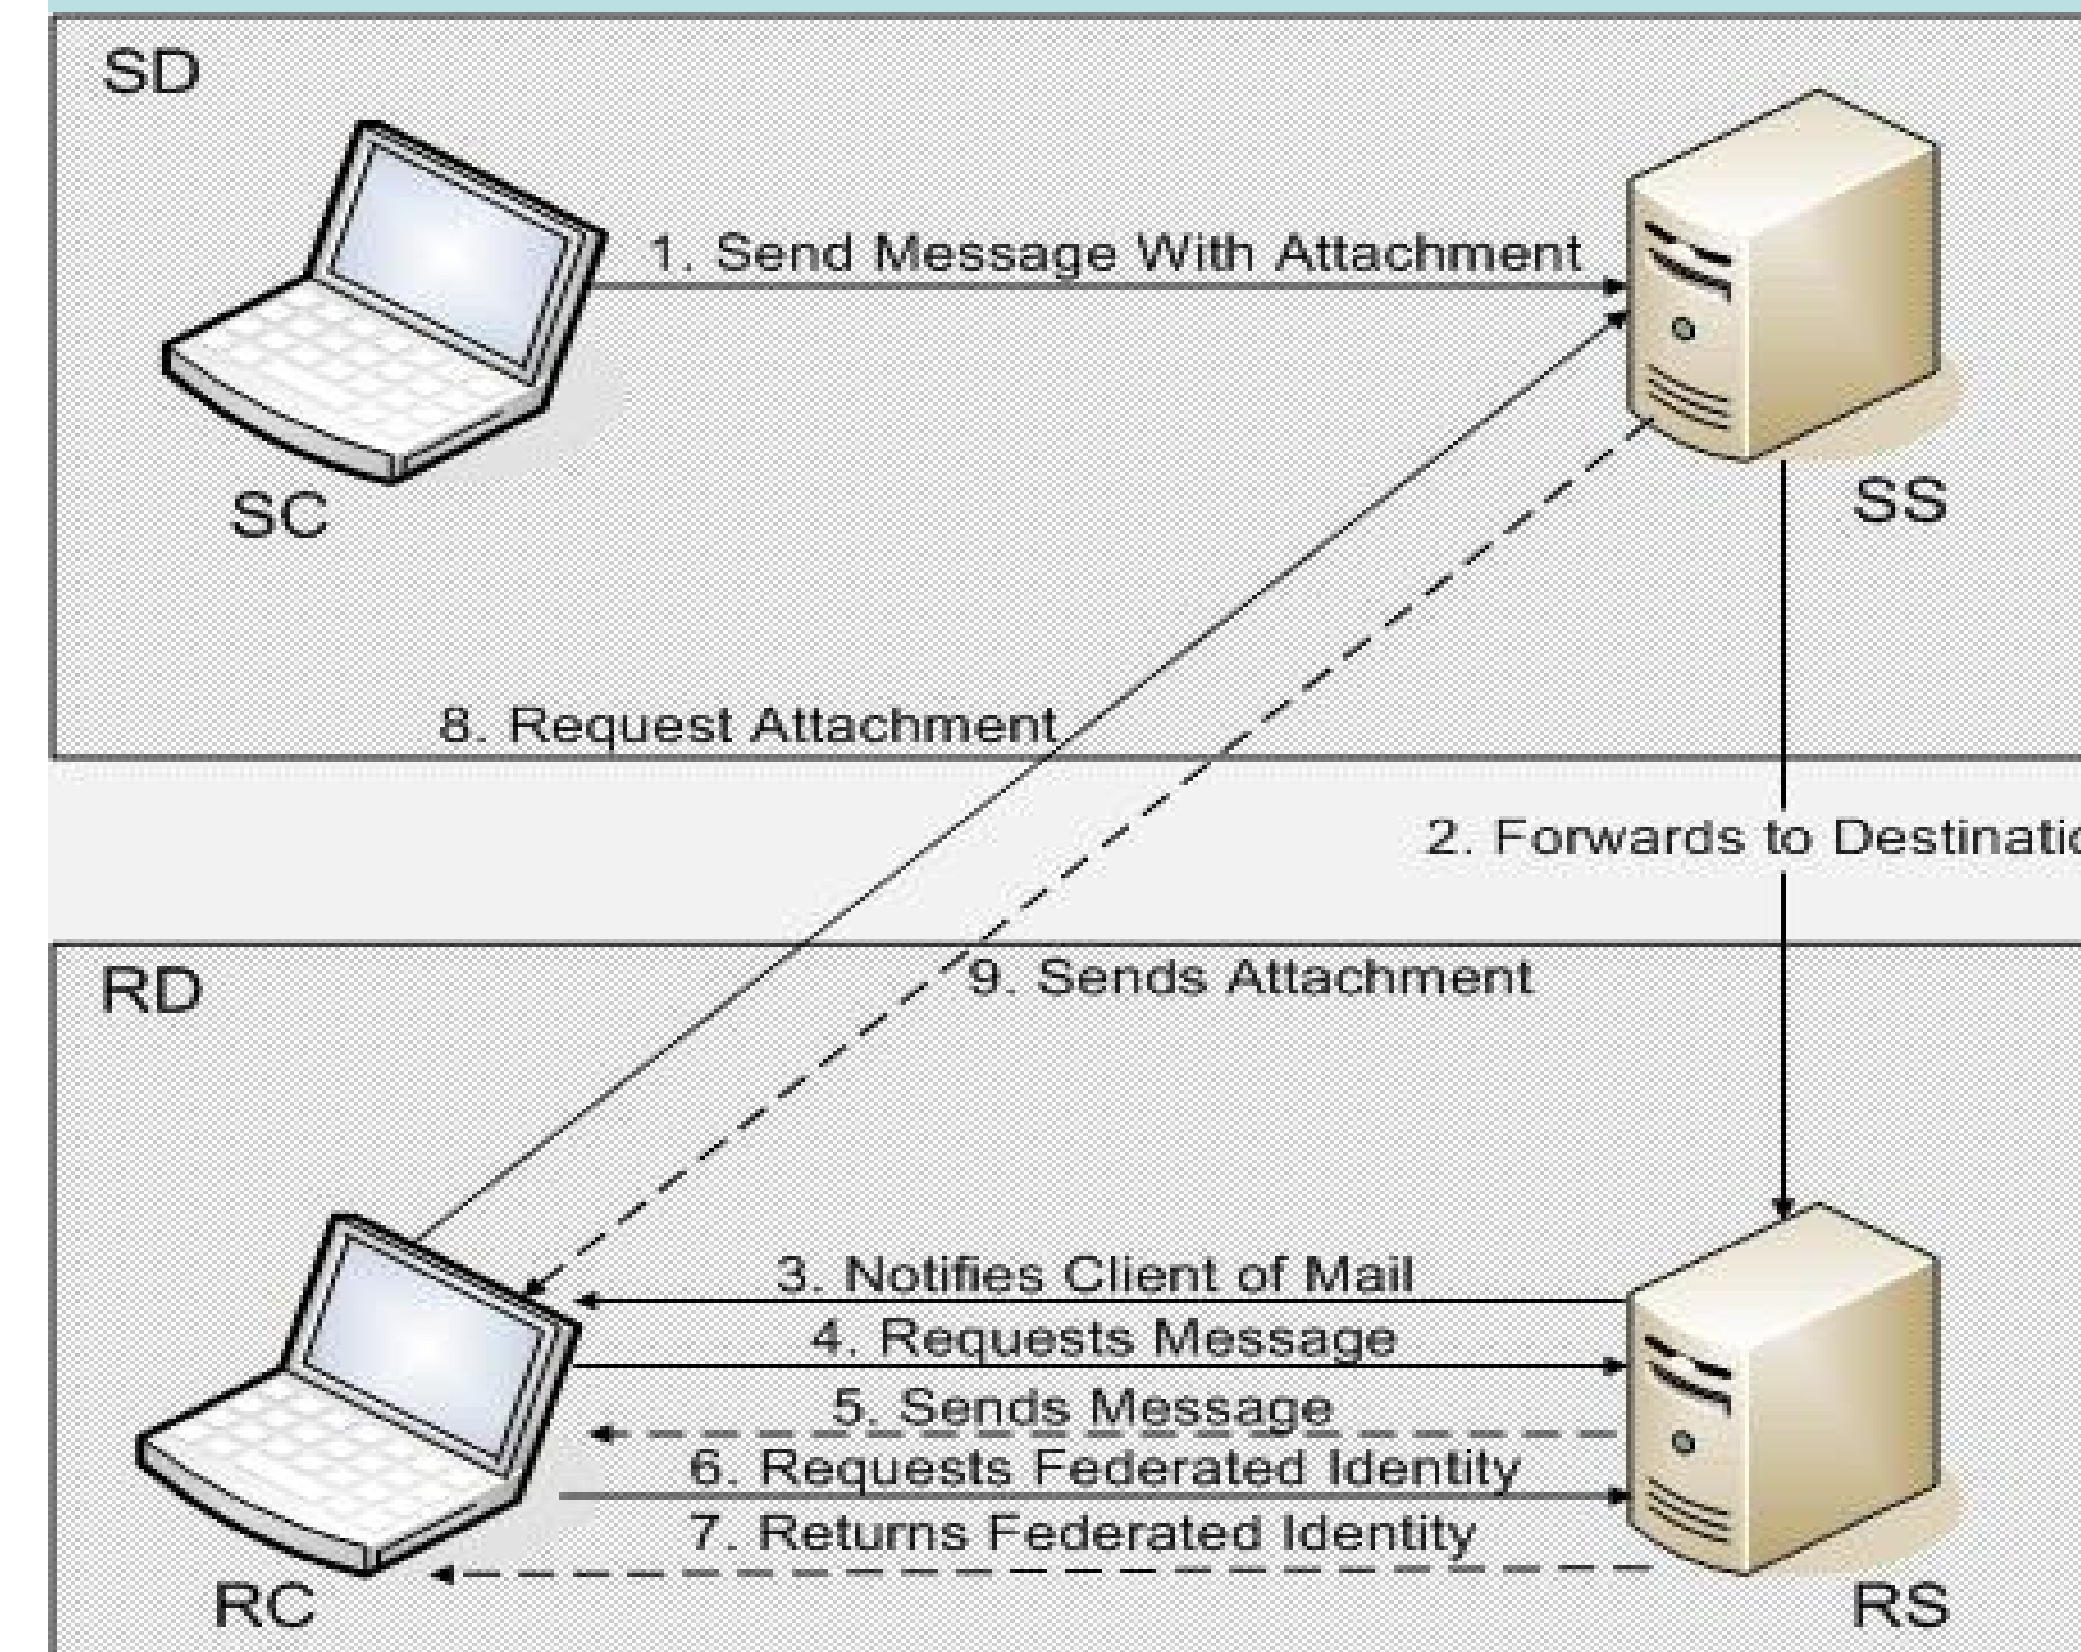 SD
1. Send Message With Attachment
SC
SS
8. Request Attachment
2. Forwards to Destinatio
RD
9. Sends Attachment
3. Notifies Client of Mail
4. Requests Message
5. Sends Message
6. Requests Federated Identity
7. Returns Federated Identity
RC
RS